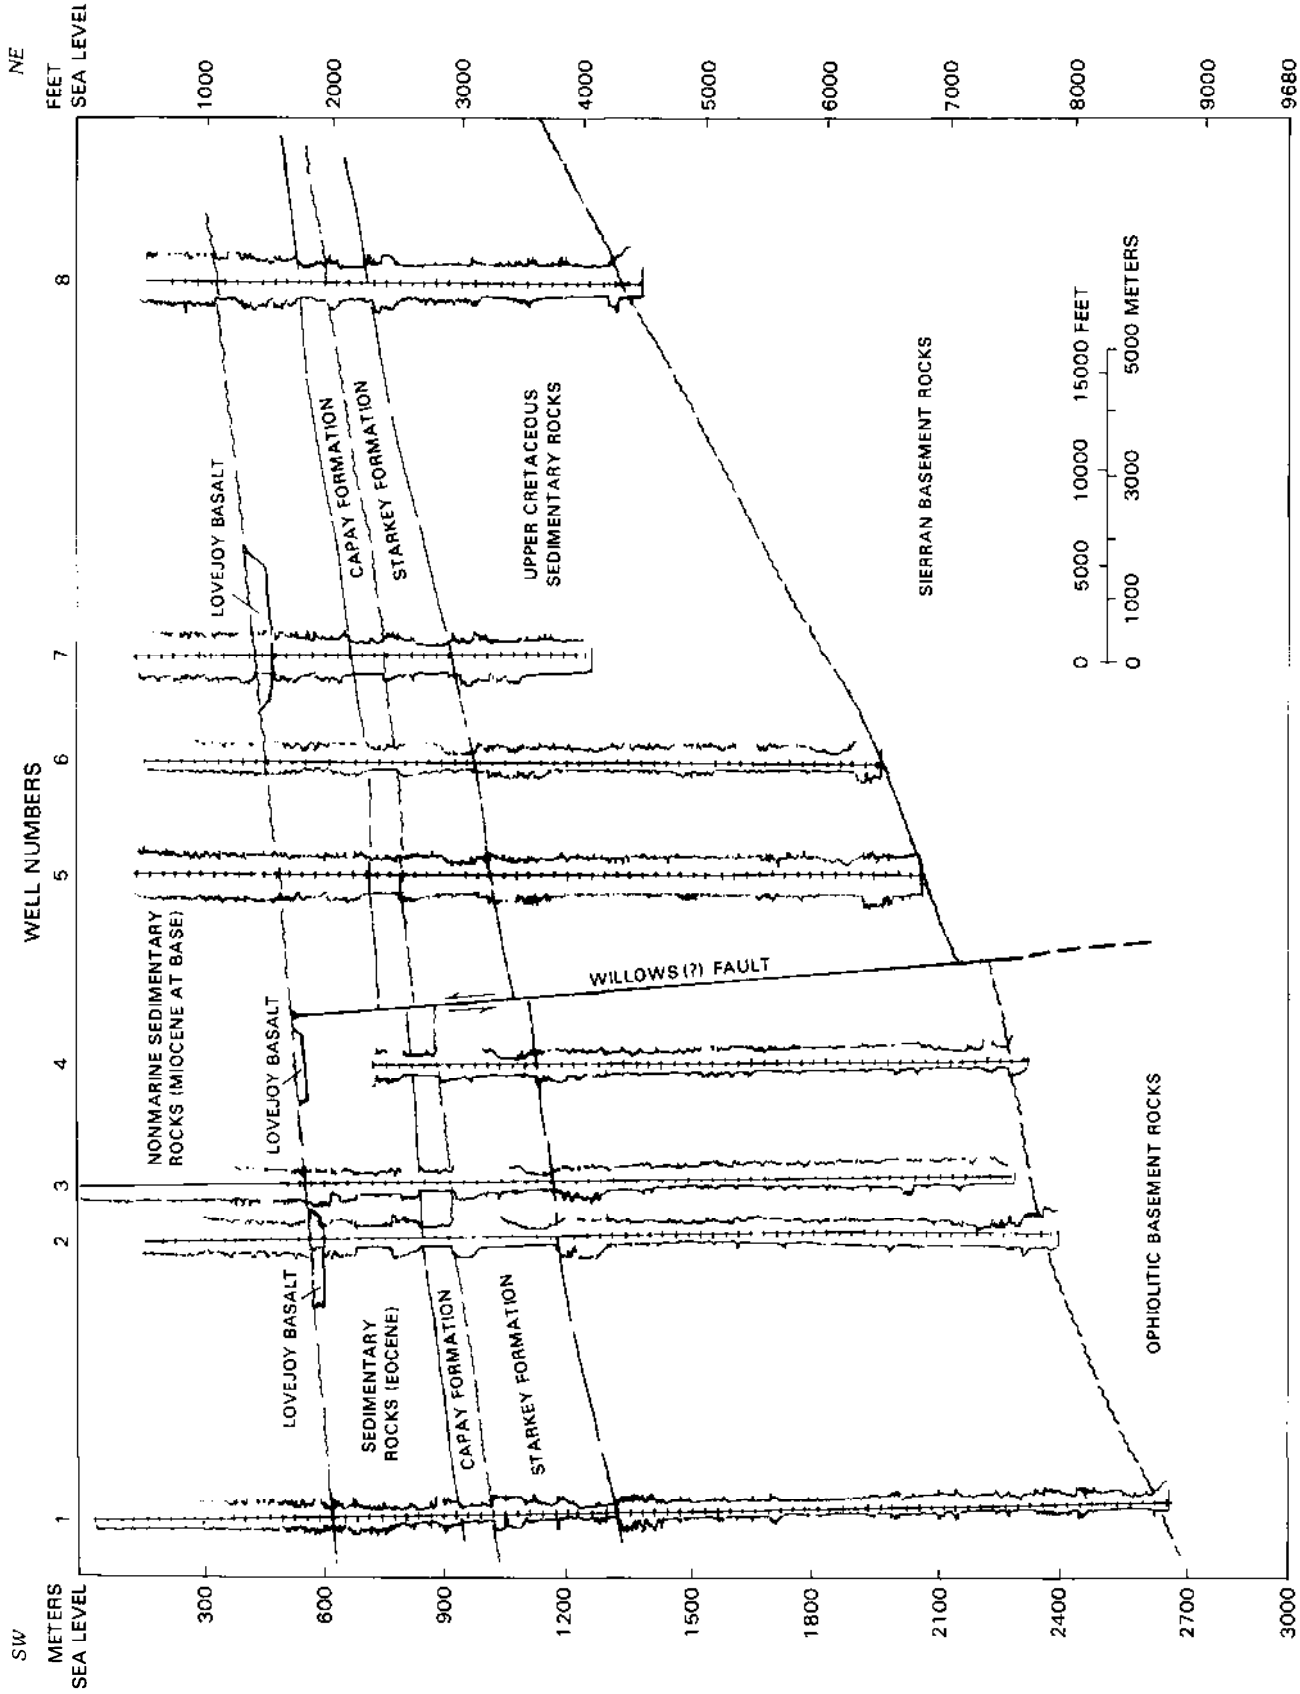 SW
NE
WELL NUMBERS
METERS
SEA LEVEL
FEET
SEA LEVEL
1
2
3
4
5
6
7
8
300
600
900
1200
1500
1800
2100
2400
2700
3000
1000
2000
3000
4000
5000
6000
7000
8000
9000
9680
NONMARINE SEDIMENTARY
ROCKS (MIOCENE AT BASE)
LOVEJOY BASALT
LOVEJOY BASALT
LOVEJOY BASALT
SEDIMENTARY
ROCKS (EOCENE)
CAPAY FORMATION
STARKEY FORMATION
CAPAY FORMATION
STARKEY FORMATION
WILLOWS (?) FAULT
UPPER CRETACEOUS
SEDIMENTARY ROCKS
SIERRAN BASEMENT ROCKS
OPHIOLITIC BASEMENT ROCKS
0 5000 10000 15000 FEET
0 1000 3000 5000 METERS